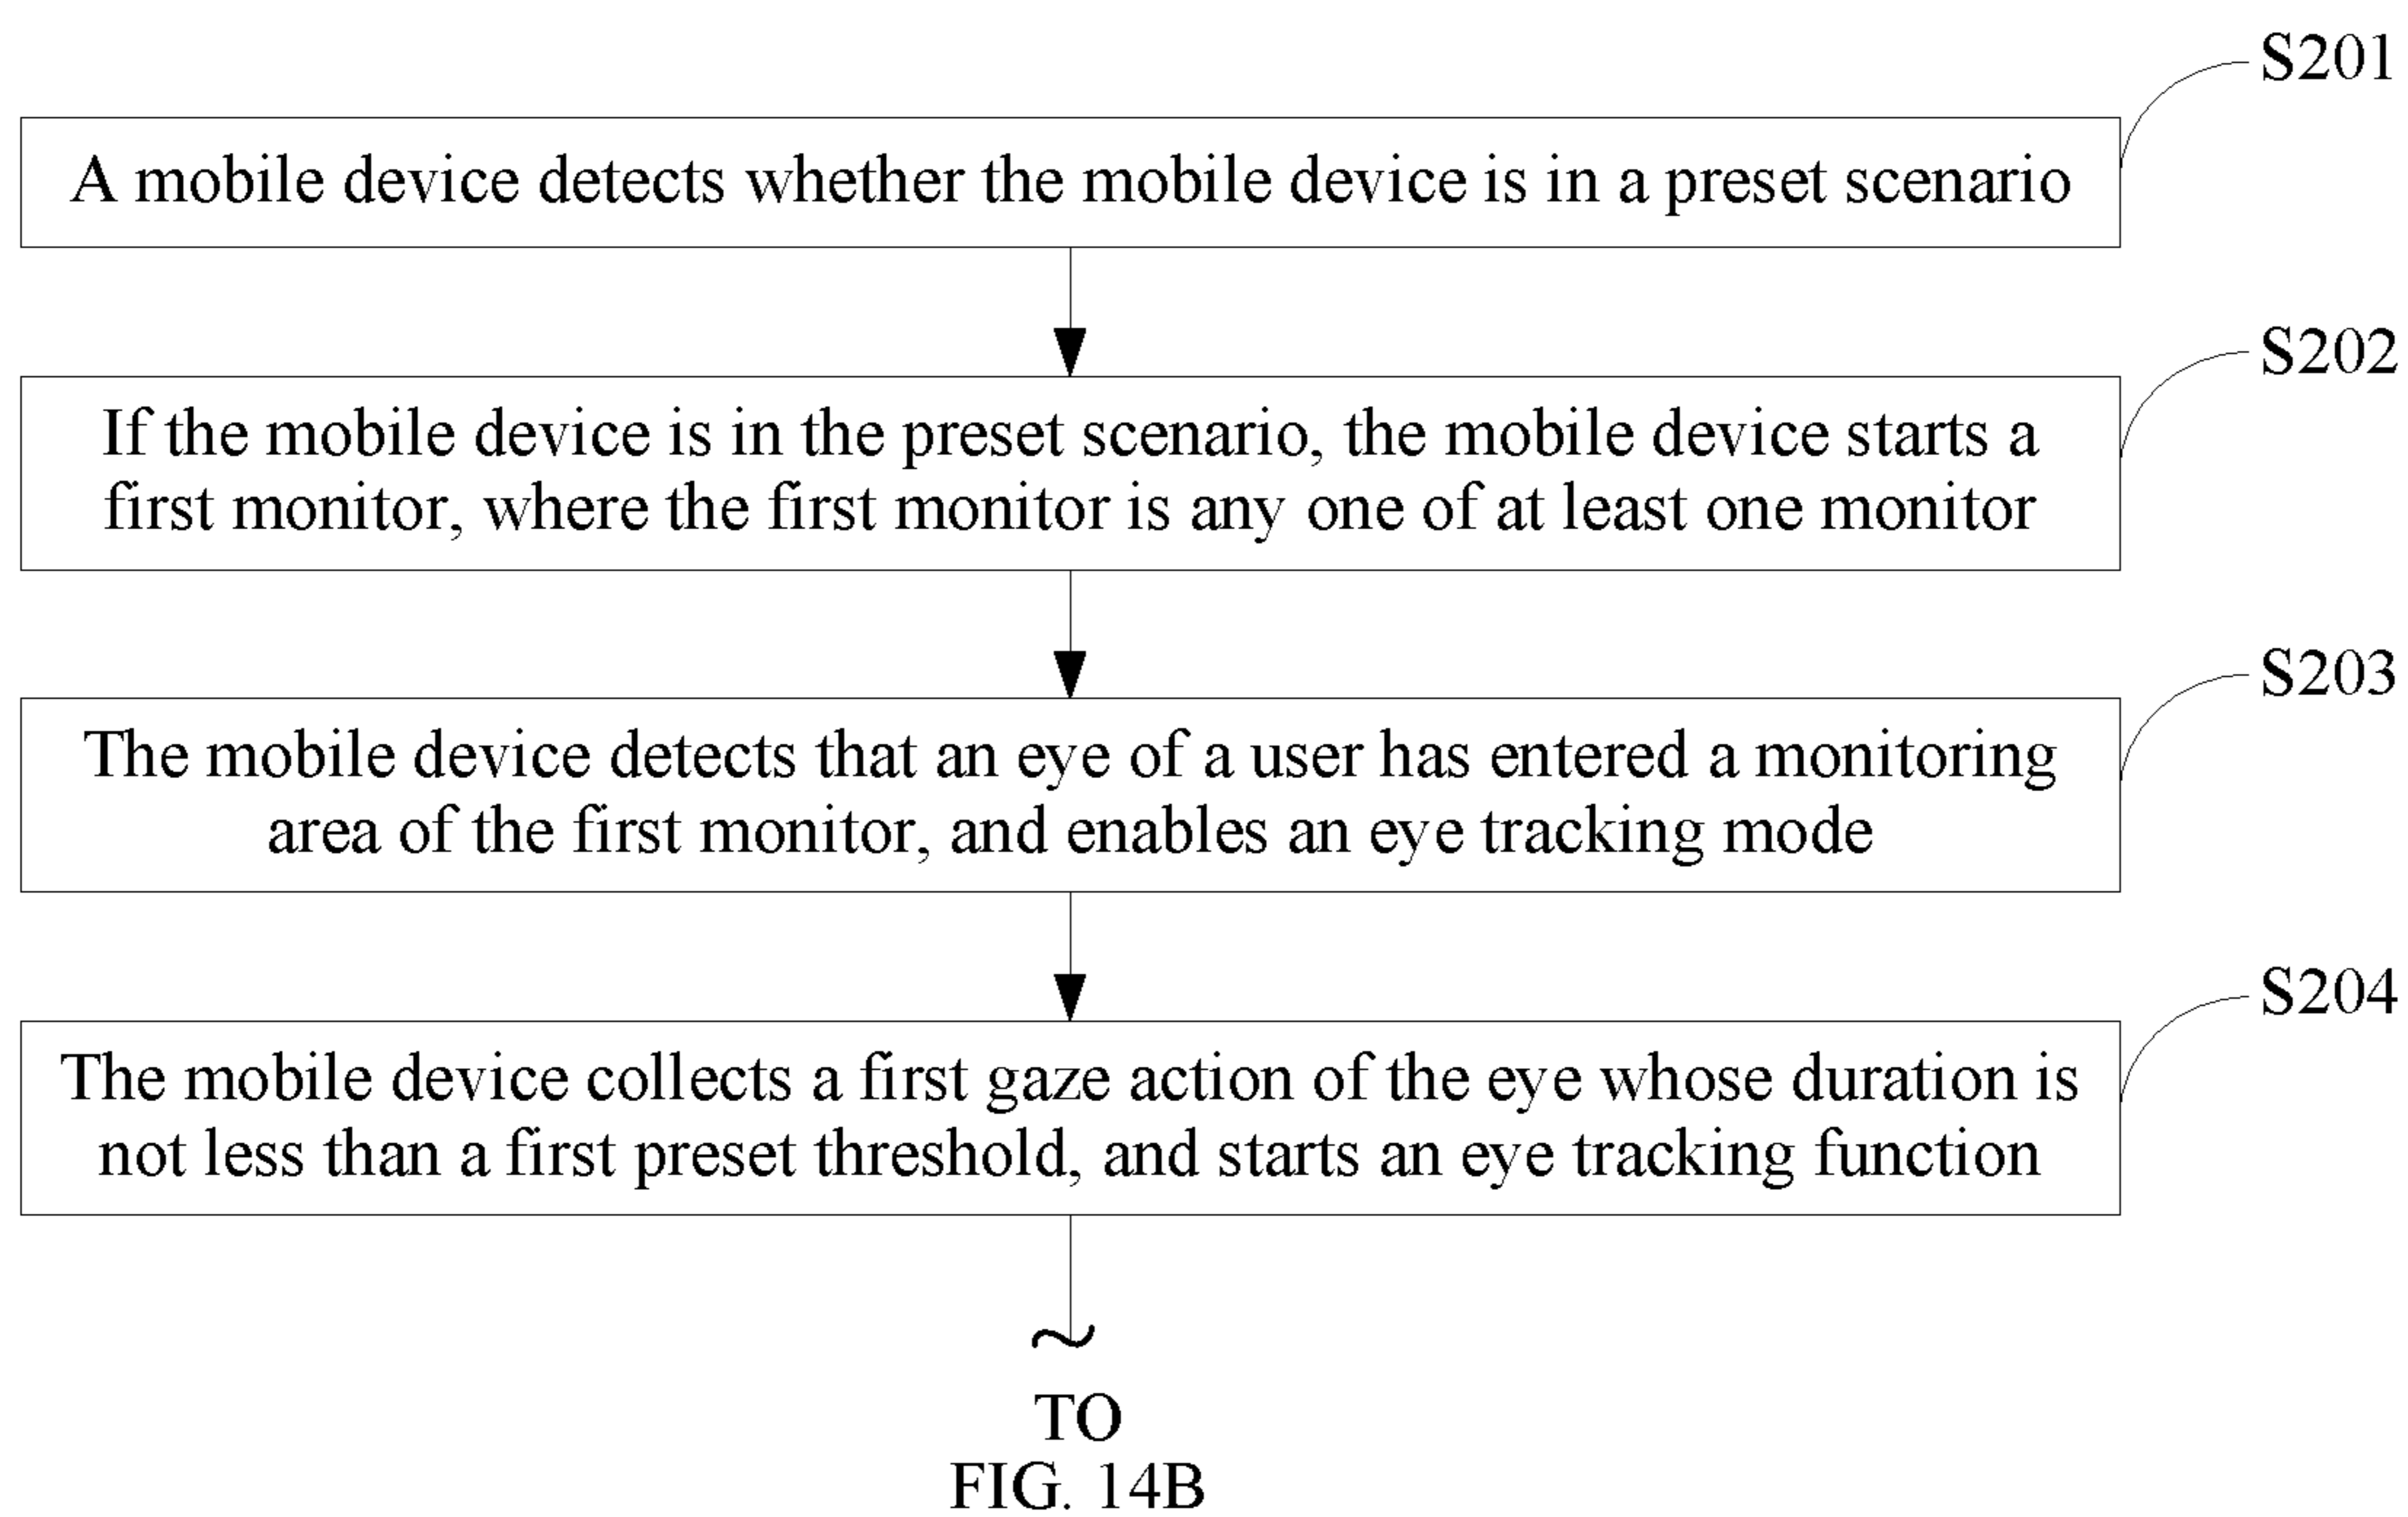 S201
A mobile device detects whether the mobile device is in a preset scenario
S202
If the mobile device is in the preset scenario, the mobile device starts a
first monitor, where the first monitor is any one of at least one monitor
S203
The mobile device detects that an eye of a user has entered a monitoring
area of the first monitor, and enables an eye tracking mode
S204
The mobile device collects a first gaze action of the eye whose duration is
not less than a first preset threshold, and starts an eye tracking function
TO
FIG. 14B